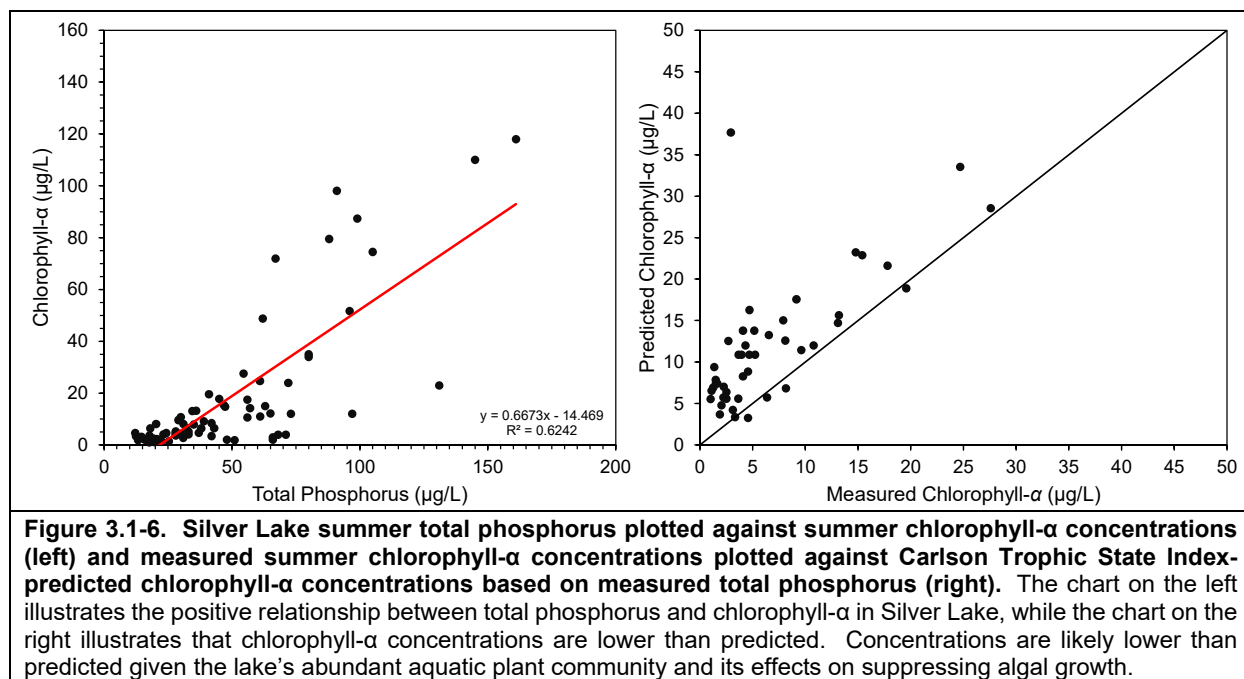 160
140
120
100
80
60
40
20
0
Chlorophyll-α (µg/L)
0 50 100 150 200
Total Phosphorus (µg/L)
y = 0.6673x - 14.469
R² = 0.6242
50
45
40
35
30
25
20
15
10
5
0
Predicted Chlorophyll-α (µg/L)
0 5 10 15 20 25 30 35 40 45 50
Measured Chlorophyll-α (µg/L)
Figure 3.1-6. Silver Lake summer total phosphorus plotted against summer chlorophyll-α concentrations
(left) and measured summer chlorophyll-α concentrations plotted against Carlson Trophic State Index-
predicted chlorophyll-α concentrations based on measured total phosphorus (right). The chart on the left
illustrates the positive relationship between total phosphorus and chlorophyll-α in Silver Lake, while the chart on the
right illustrates that chlorophyll-α concentrations are lower than predicted. Concentrations are likely lower than
predicted given the lake's abundant aquatic plant community and its effects on suppressing algal growth.